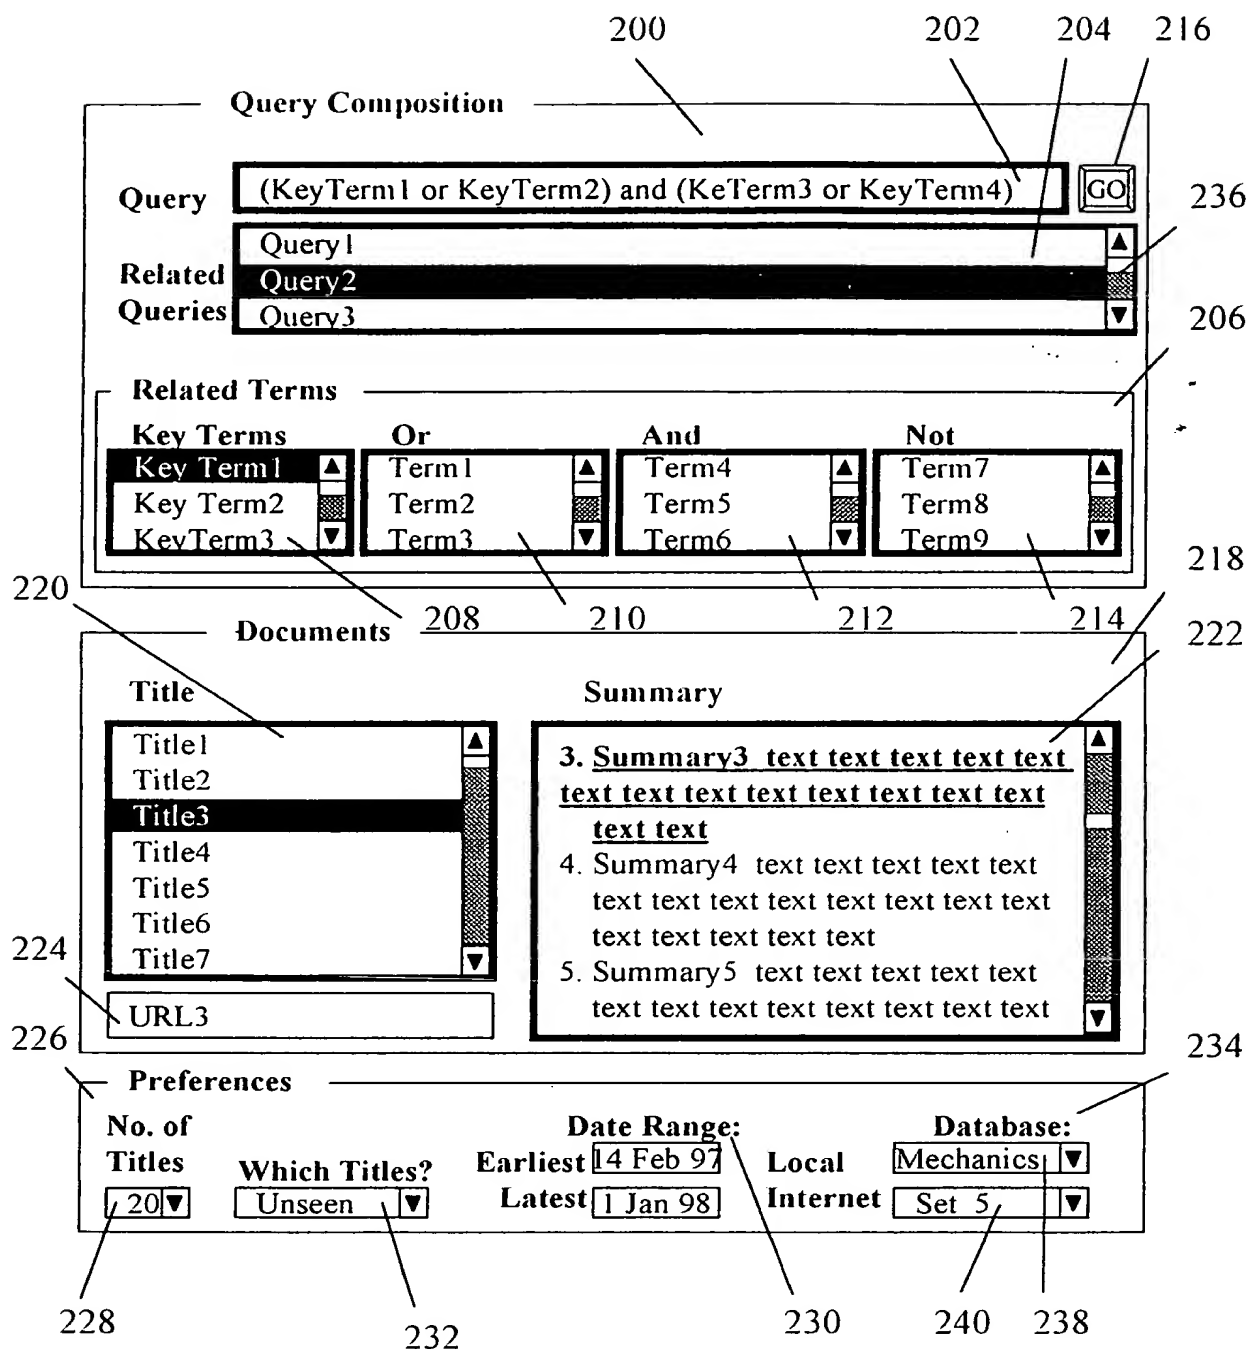 200 202 204 216
Query Composition
Query (KeyTerm1 or KeyTerm2) and (KeTerm3 or KeyTerm4) GO
236
Related Queries
Query1
Query2
Query3
206
Related Terms
Key Terms Or And Not
Key Term1 Term1 Term4 Term7
Key Term2 Term2 Term5 Term8
KeyTerm3 Term3 Term6 Term9
218
220 208 210 212 214 222
Documents
Title Summary
Title1
Title2
Title3
Title4
Title5
Title6
Title7
3. Summary3 text text text text text
text text text text text text text text
text text
4. Summary4 text text text text text
text text text text text text text text
text text text text text
5. Summary5 text text text text text
text text text text text text text text
224
URL3
226 234
Preferences
No. of Titles
20
Which Titles?
Unseen
Date Range:
Earliest 14 Feb 97
Latest 1 Jan 98
Database:
Local Mechanics
Internet Set 5
228 232 230 240 238